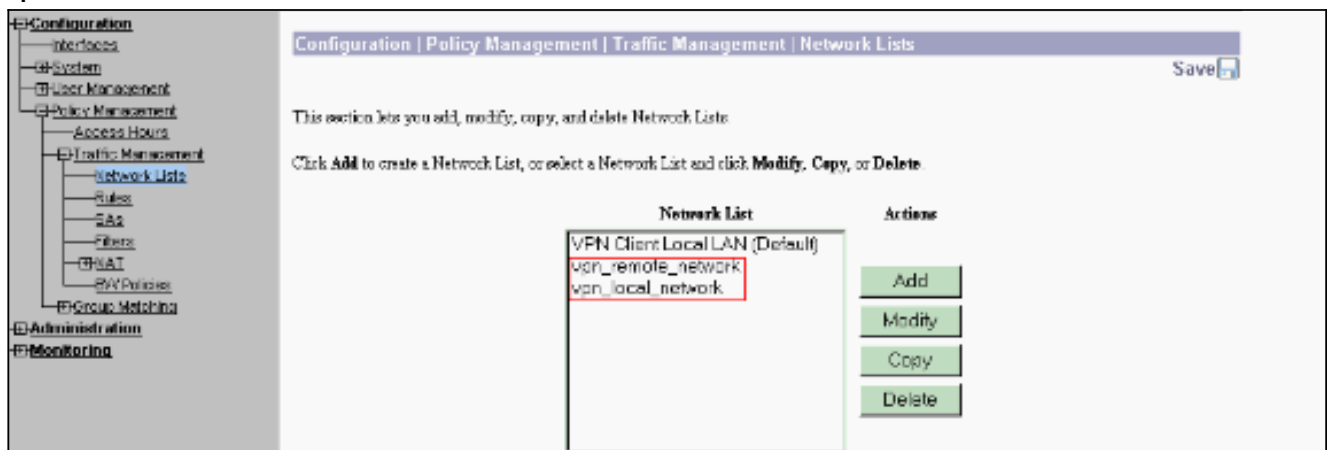 Configuration
Interfaces
System
User Management
Policy Management
Access Hours
Traffic Management
Network Lists
Rules
SAs
Filters
NAT
BW Policies
Group Matching
Administration
Monitoring
Configuration | Policy Management | Traffic Management | Network Lists
Save
This section lets you add, modify, copy, and delete Network Lists.
Click Add to create a Network List, or select a Network List and click Modify, Copy, or Delete.
Network List
Actions
VPN Client Local LAN (Default)
vpn_remote_network
vpn_local_network
Add
Modify
Copy
Delete